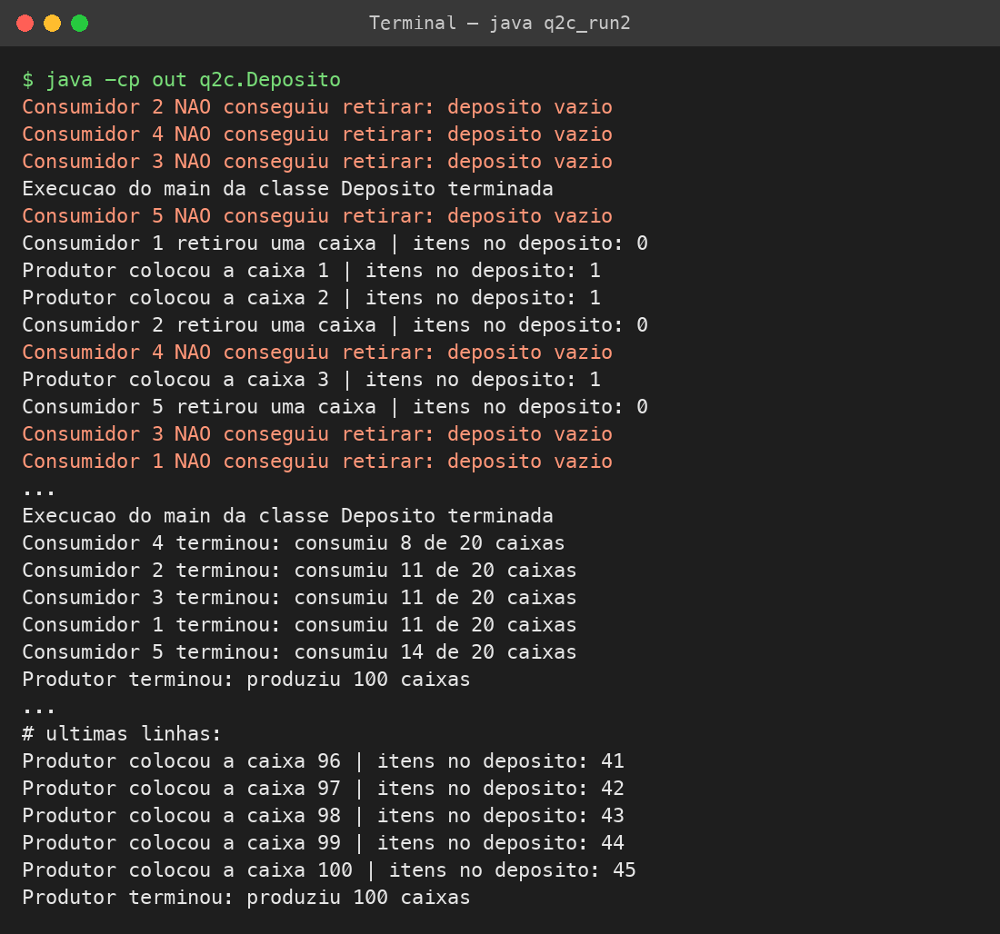 Terminal — java q2c_run2
$ java -cp out q2c.Deposito
Consumidor 2 NAO conseguiu retirar: deposito vazio
Consumidor 4 NAO conseguiu retirar: deposito vazio
Consumidor 3 NAO conseguiu retirar: deposito vazio
Execucao do main da classe Deposito terminada
Consumidor 5 NAO conseguiu retirar: deposito vazio
Consumidor 1 retirou uma caixa | itens no deposito: 0
Produtor colocou a caixa 1 | itens no deposito: 1
Produtor colocou a caixa 2 | itens no deposito: 1
Consumidor 2 retirou uma caixa | itens no deposito: 0
Consumidor 4 NAO conseguiu retirar: deposito vazio
Produtor colocou a caixa 3 | itens no deposito: 1
Consumidor 5 retirou uma caixa | itens no deposito: 0
Consumidor 3 NAO conseguiu retirar: deposito vazio
Consumidor 1 NAO conseguiu retirar: deposito vazio
...
Execucao do main da classe Deposito terminada
Consumidor 4 terminou: consumiu 8 de 20 caixas
Consumidor 2 terminou: consumiu 11 de 20 caixas
Consumidor 3 terminou: consumiu 11 de 20 caixas
Consumidor 1 terminou: consumiu 11 de 20 caixas
Consumidor 5 terminou: consumiu 14 de 20 caixas
Produtor terminou: produziu 100 caixas
...
# ultimas linhas:
Produtor colocou a caixa 96 | itens no deposito: 41
Produtor colocou a caixa 97 | itens no deposito: 42
Produtor colocou a caixa 98 | itens no deposito: 43
Produtor colocou a caixa 99 | itens no deposito: 44
Produtor colocou a caixa 100 | itens no deposito: 45
Produtor terminou: produziu 100 caixas